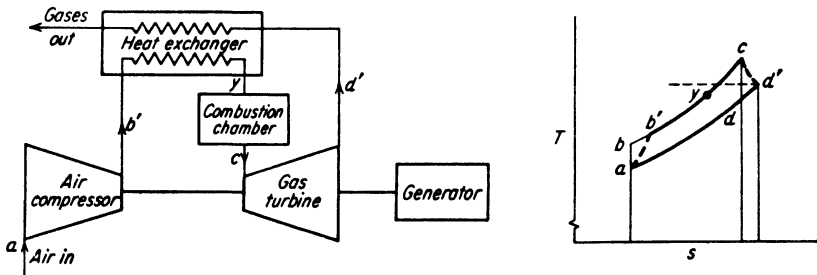 Gases
out
Heat exchanger
y
d'
b'
Combustion
chamber
c
Air
compressor
Gas
turbine
Generator
a
Air in
c
d'
y
b'
d
T
b
a
s